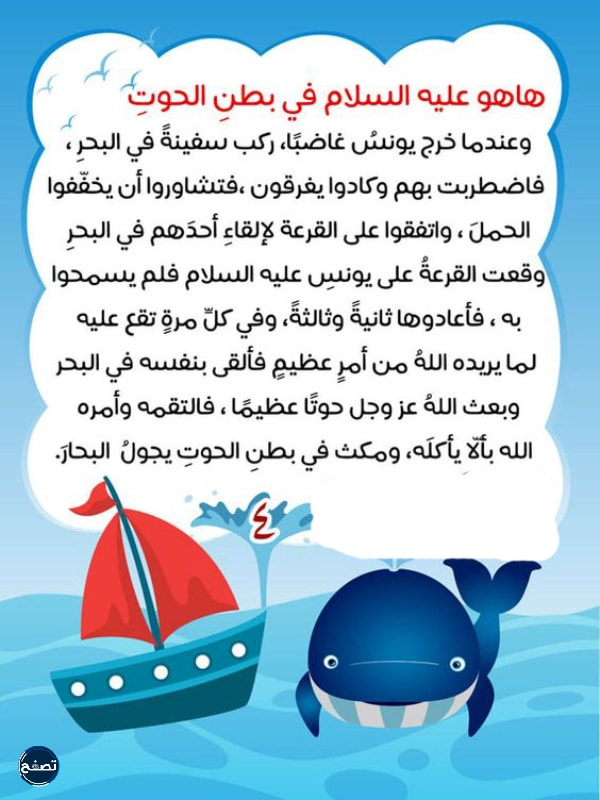 هاهو عليه السلام في بطنِ الحوتِ
وعندما خرج يونسُ غاضبًا، ركب سفينةً في البحرِ ،
فاضطربت بهم وكادوا يغرقون ،فتشاوروا أن يخفّفوا
الحملَ ، واتفقوا على القرعة لإلقاءِ أحدَهم في البحرِ
وقعت القرعةُ على يونسِ عليه السلام فلم يسمحوا
به ، فأعادوها ثانيةً وثالثةً، وفي كلِّ مرةٍ تقع عليه
لما يريده اللهُ من أمرٍ عظيمٍ فألقى بنفسه في البحر
وبعث اللهُ عز وجل حوتًا عظيمًا ، فالتقمه وأمره
الله بألّا يأكلَه، ومكث في بطنِ الحوتِ يجولُ البحارَ.
٤
تصفح